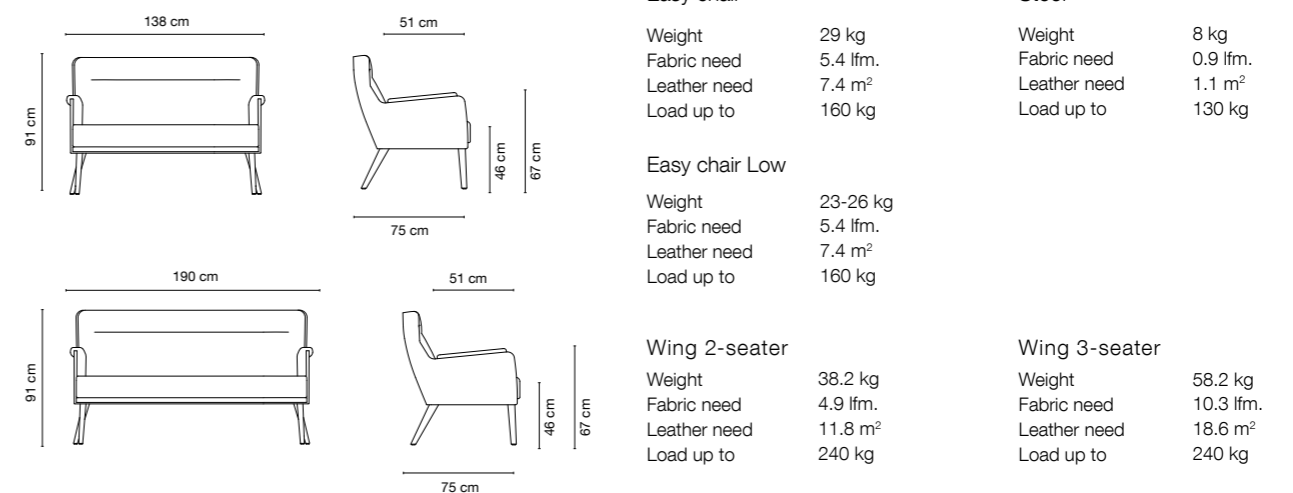 138 cm
51 cm
91 cm
46 cm
67 cm
75 cm
190 cm
51 cm
91 cm
46 cm
67 cm
75 cm
Weight 29 kg
Fabric need 5.4 lfm.
Leather need 7.4 m²
Load up to 160 kg
Weight 8 kg
Fabric need 0.9 lfm.
Leather need 1.1 m²
Load up to 130 kg
Easy chair Low
Weight 23-26 kg
Fabric need 5.4 lfm.
Leather need 7.4 m²
Load up to 160 kg
Wing 2-seater
Weight 38.2 kg
Fabric need 4.9 lfm.
Leather need 11.8 m²
Load up to 240 kg
Wing 3-seater
Weight 58.2 kg
Fabric need 10.3 lfm.
Leather need 18.6 m²
Load up to 240 kg